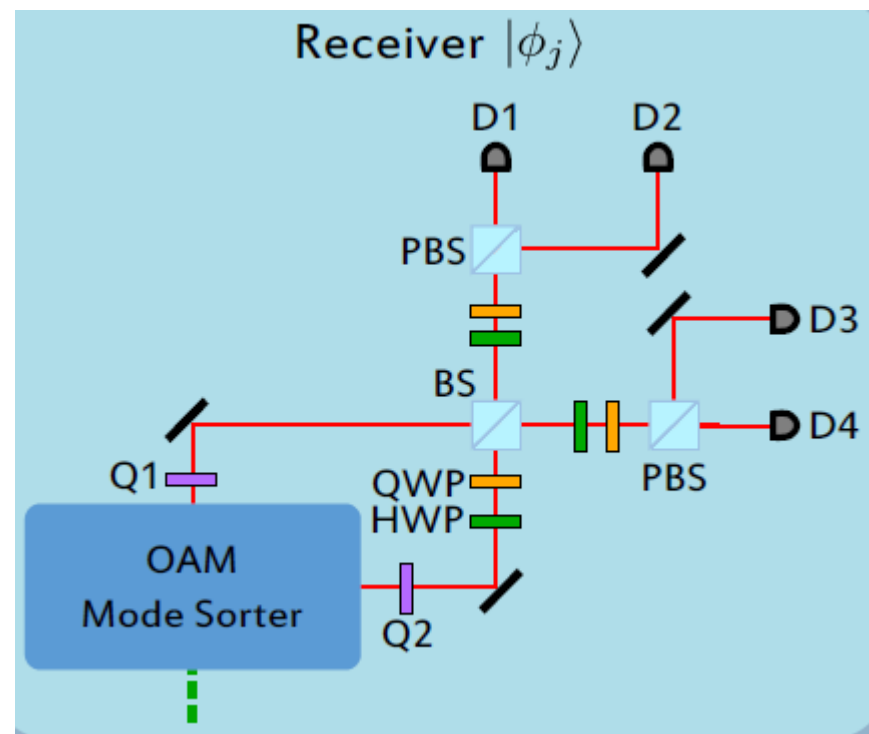 Receiver |ϕⱼ⟩
D1
D2
PBS
D3
BS
D4
Q1
QWP
PBS
HWP
OAM
Mode Sorter
Q2